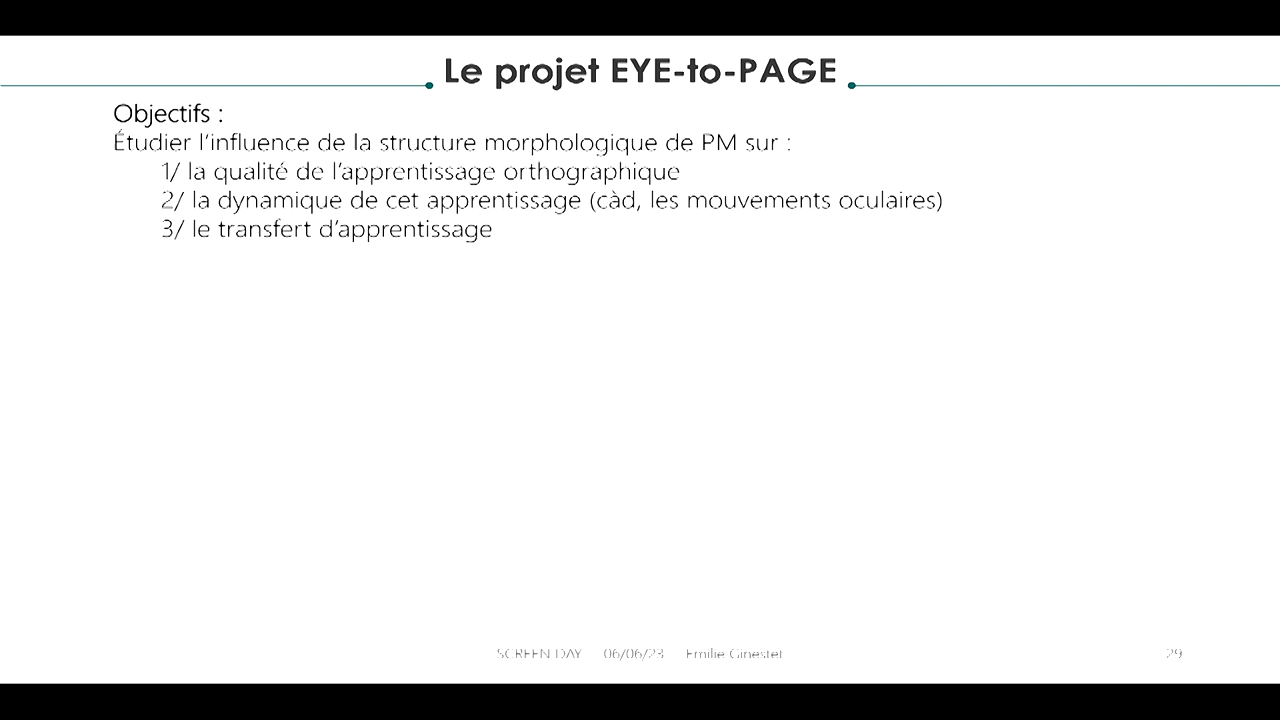 Le projet EYE-to-PAGE
Objectifs :
Étudier l'influence de la structure morphologique de PM sur :
1/ la qualité de l'apprentissage orthographique
2/ la dynamique de cet apprentissage (càd, les mouvements oculaires)
3/ le transfert d'apprentissage
SCREEN DAY 06/06/23 Emilie Ginestet 29